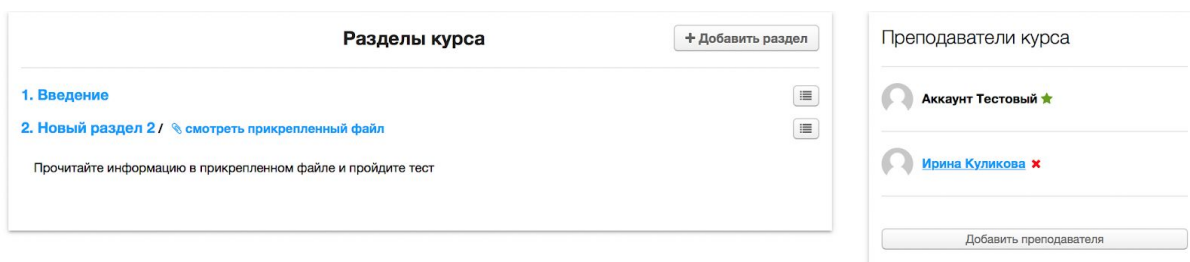 Разделы курса
+ Добавить раздел
1. Введение
2. Новый раздел 2 / смотреть прикрепленный файл
Прочитайте информацию в прикрепленном файле и пройдите тест
Преподаватели курса
Аккаунт Тестовый
Ирина Куликова
Добавить преподавателя